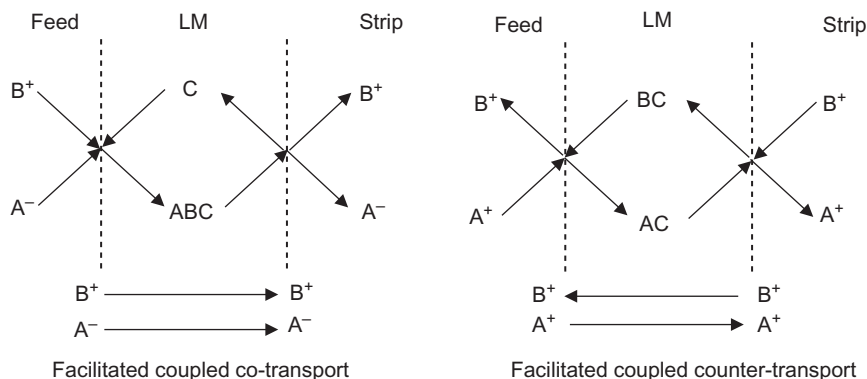 Feed LM Strip
B⁺ C B⁺
A⁻ ABC A⁻
B⁺ B⁺
A⁻ A⁻
Facilitated coupled co-transport
Feed LM Strip
B⁺ BC B⁺
A⁺ AC A⁺
B⁺ B⁺
A⁺ A⁺
Facilitated coupled counter-transport